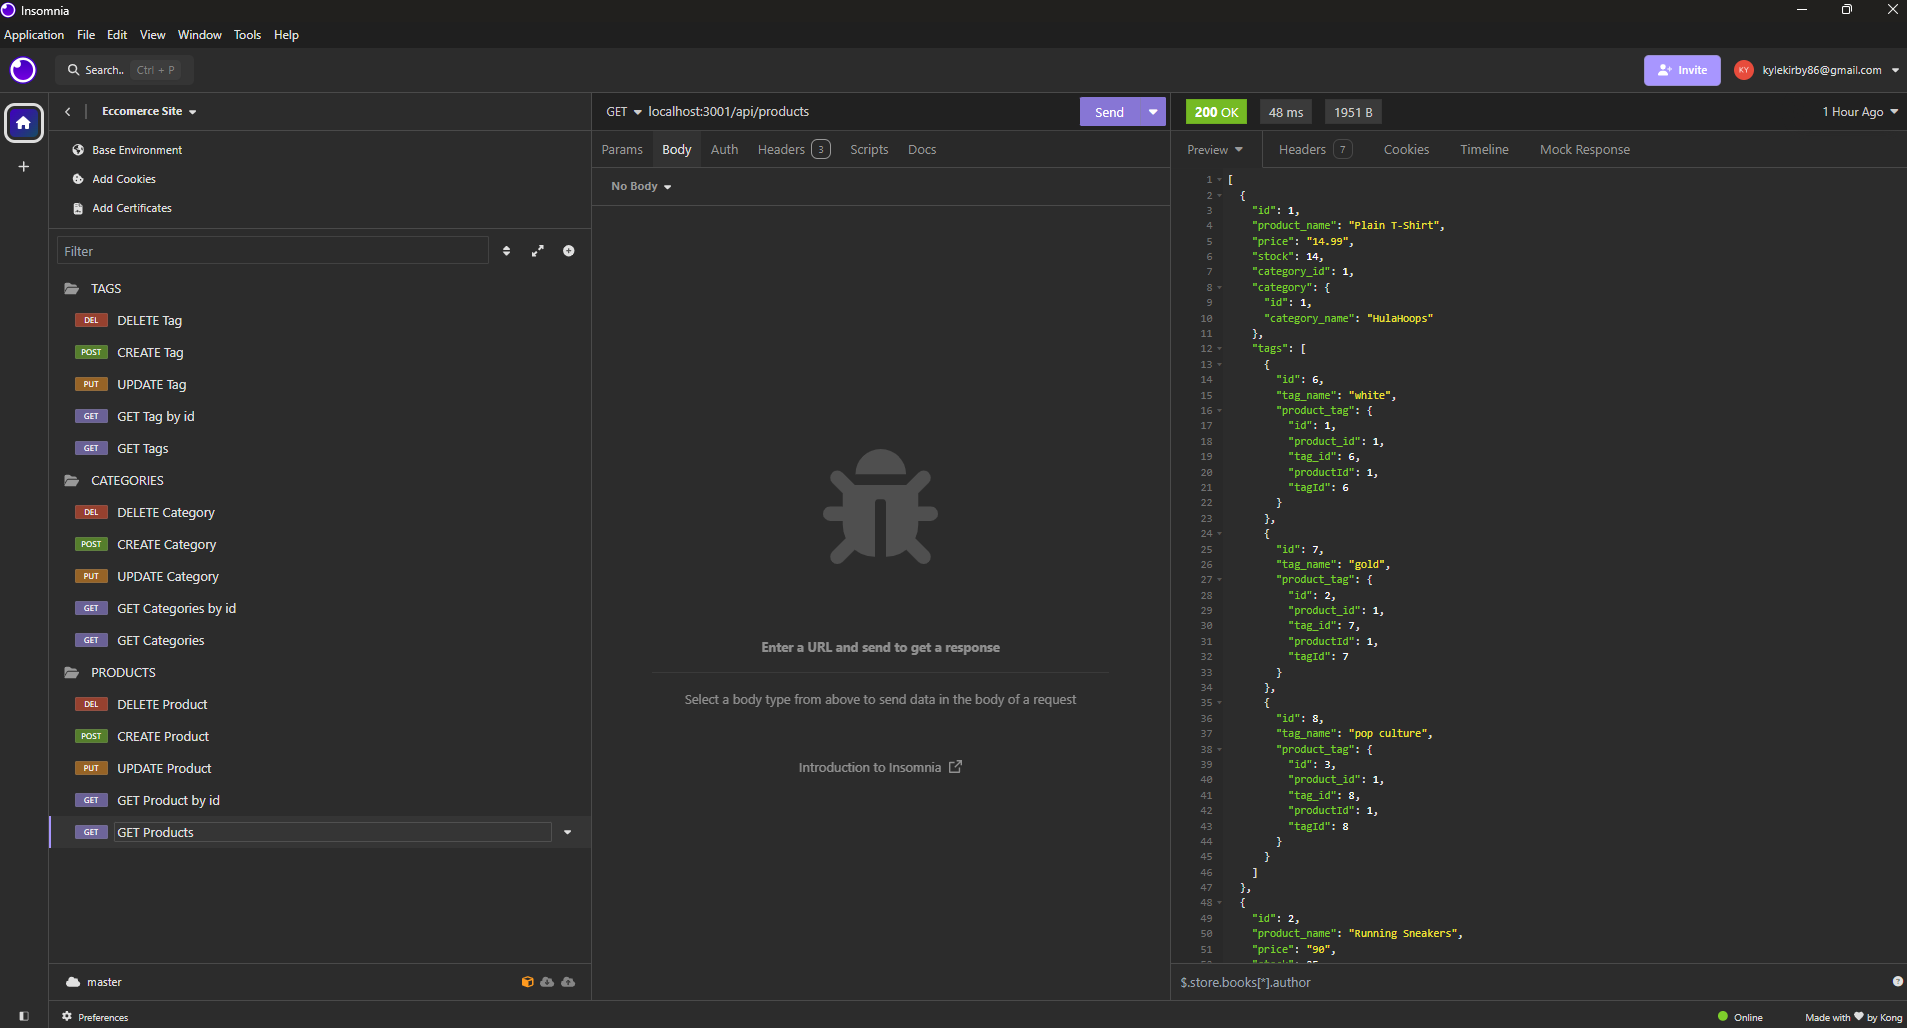 Insomnia
Application File Edit View Window Tools Help
Search.. Ctrl + P
Invite KY kylekirby86@gmail.com
Eccomerce Site
Base Environment
Add Cookies
Add Certificates
Filter
TAGS
DEL DELETE Tag
POST CREATE Tag
PUT UPDATE Tag
GET GET Tag by id
GET GET Tags
CATEGORIES
DEL DELETE Category
POST CREATE Category
PUT UPDATE Category
GET GET Categories by id
GET GET Categories
PRODUCTS
DEL DELETE Product
POST CREATE Product
PUT UPDATE Product
GET GET Product by id
GET GET Products
master
Preferences
GET localhost:3001/api/products Send
Params Body Auth Headers 3 Scripts Docs
No Body
Enter a URL and send to get a response
Select a body type from above to send data in the body of a request
Introduction to Insomnia
200 OK 48 ms 1951 B 1 Hour Ago
Preview Headers 7 Cookies Timeline Mock Response
1 [
2 {
3 "id": 1,
4 "product_name": "Plain T-Shirt",
5 "price": "14.99",
6 "stock": 14,
7 "category_id": 1,
8 "category": {
9 "id": 1,
10 "category_name": "HulaHoops"
11 },
12 "tags": [
13 {
14 "id": 6,
15 "tag_name": "white",
16 "product_tag": {
17 "id": 1,
18 "product_id": 1,
19 "tag_id": 6,
20 "productId": 1,
21 "tagId": 6
22 }
23 },
24 {
25 "id": 7,
26 "tag_name": "gold",
27 "product_tag": {
28 "id": 2,
29 "product_id": 1,
30 "tag_id": 7,
31 "productId": 1,
32 "tagId": 7
33 }
34 },
35 {
36 "id": 8,
37 "tag_name": "pop culture",
38 "product_tag": {
39 "id": 3,
40 "product_id": 1,
41 "tag_id": 8,
42 "productId": 1,
43 "tagId": 8
44 }
45 }
46 ]
47 },
48 {
49 "id": 2,
50 "product_name": "Running Sneakers",
51 "price": "90",
$.store.books[*].author
Online Made with ♥ by Kong